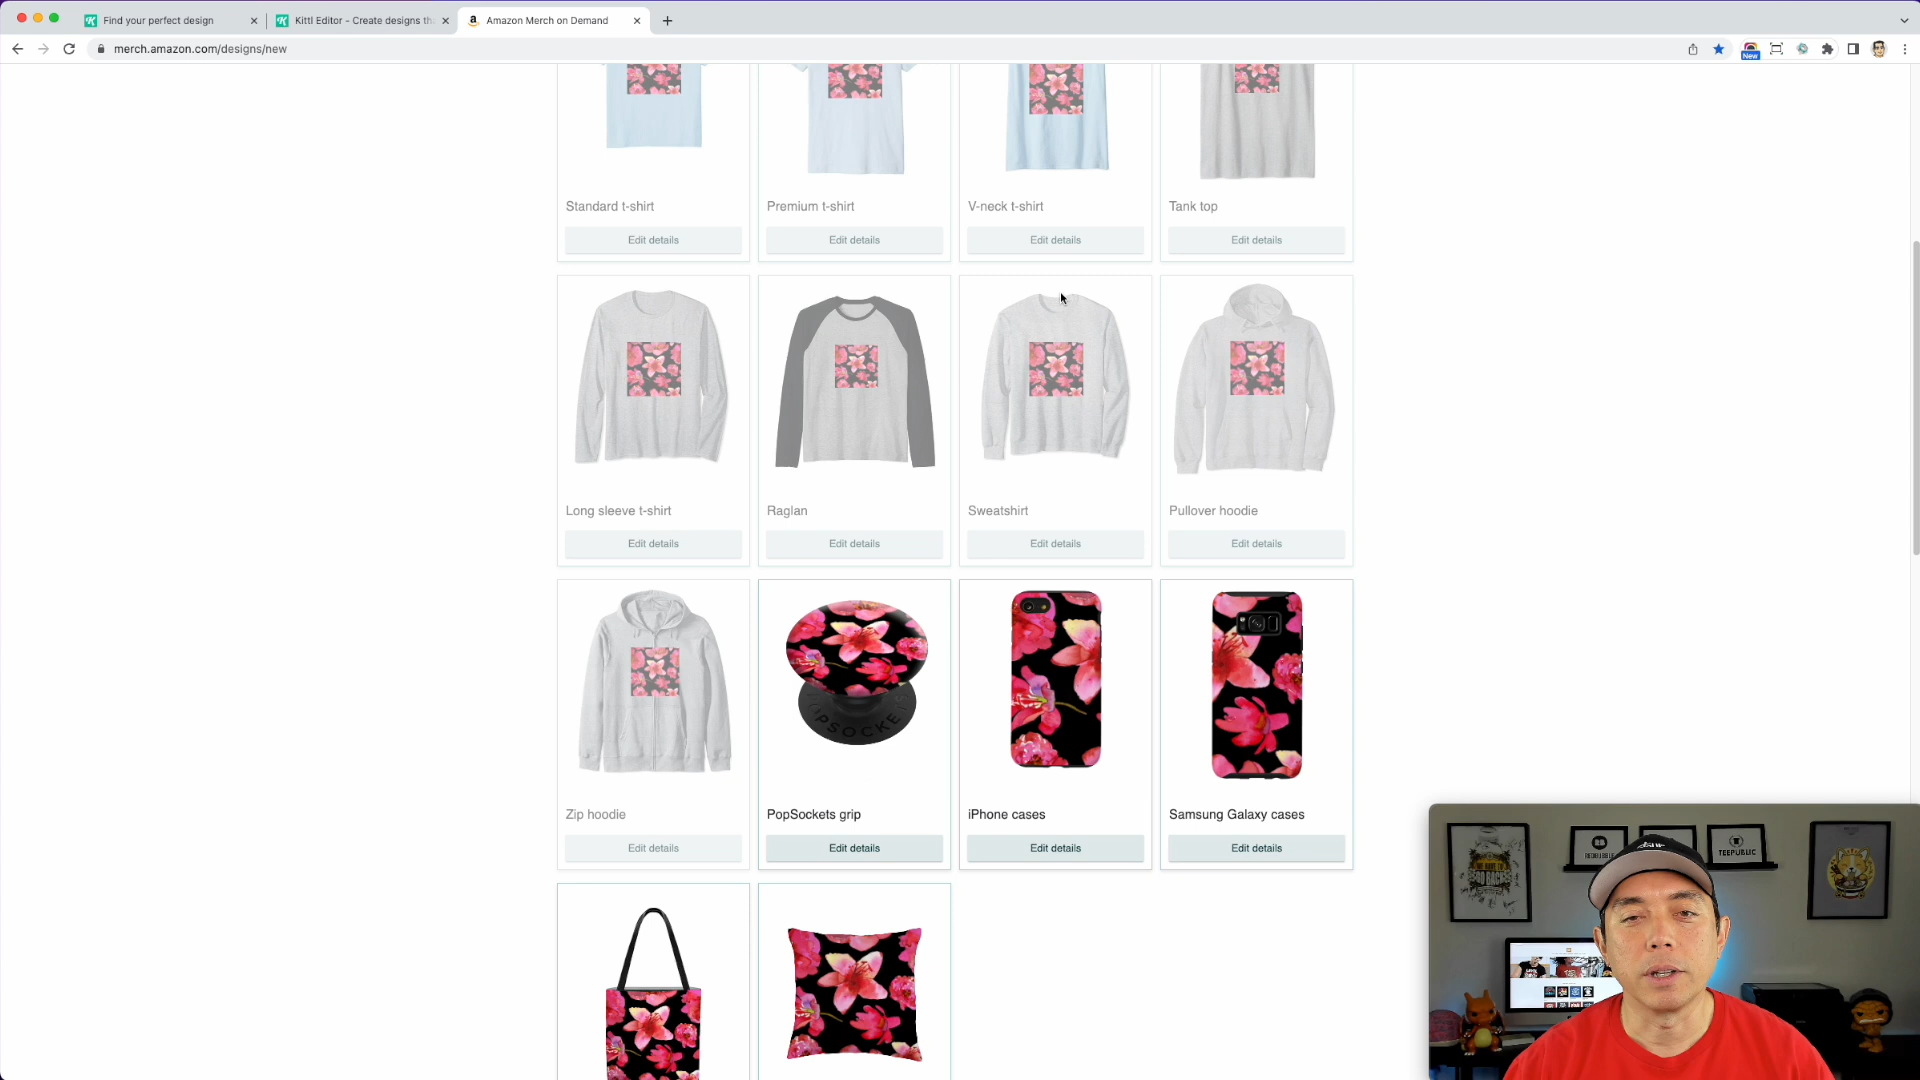 Find your perfect design
Kittl Editor - Create designs th
Amazon Merch on Demand
merch.amazon.com/designs/new
New
Standard t-shirt
Premium t-shirt
V-neck t-shirt
Tank top
Edit details
Edit details
Edit details
Edit details
Long sleeve t-shirt
Raglan
Sweatshirt
Pullover hoodie
Edit details
Edit details
Edit details
Edit details
Zip hoodie
PopSockets grip
iPhone cases
Samsung Galaxy cases
Edit details
Edit details
Edit details
Edit details
TEEPUBLIC